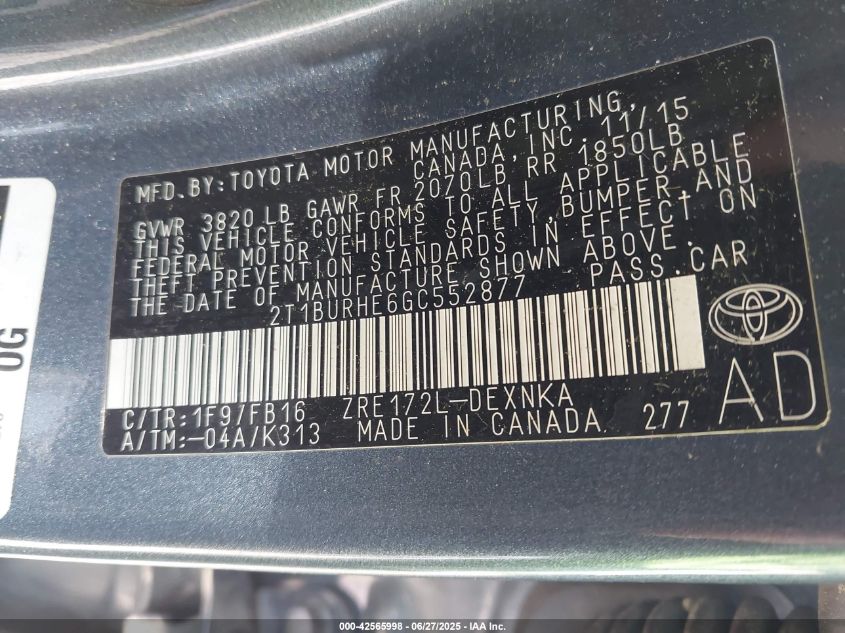 MFD. BY: TOYOTA MOTOR MANUFACTURING,
CANADA, INC. 11/15
GVWR 3820 LB GAWR FR 2070LB, RR 1850LB
THIS VEHICLE CONFORMS TO ALL APPLICABLE
FEDERAL MOTOR VEHICLE SAFETY, BUMPER, AND
THEFT PREVENTION STANDARDS IN EFFECT ON
THE DATE OF MANUFACTURE SHOWN ABOVE.
2T1BURHE6GC552877 PASS. CAR
C/TR: 1F9/FB16 ZRE172L-DEXNKA
A/TM:-04A/K313 MADE IN CANADA. 277
AD
OG
000-42565998 - 06/27/2025 - IAA Inc.